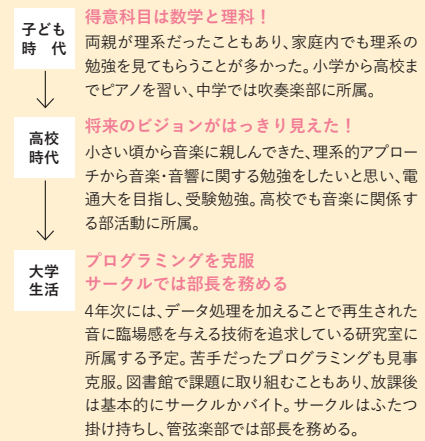 子ども
時　代
得意科目は数学と理科！
両親が理系だったこともあり、家庭内でも理系の
勉強を見てもらうことが多かった。小学から高校ま
でピアノを習い、中学では吹奏楽部に所属。
高校
時代
将来のビジョンがはっきり見えた！
小さい頃から音楽に親しんできた、理系的アプロー
チから音楽・音響に関する勉強をしたいと思い、電
通大を目指し、受験勉強。高校でも音楽に関係す
る部活動に所属。
大学
生活
プログラミングを克服
サークルでは部長を務める
4年次には、データ処理を加えることで再生された
音に臨場感を与える技術を追求している研究室に
所属する予定。苦手だったプログラミングも見事
克服。図書館で課題に取り組むこともあり、放課後
は基本的にサークルかバイト。サークルはふたつ
掛け持ちし、管弦楽部では部長を務める。